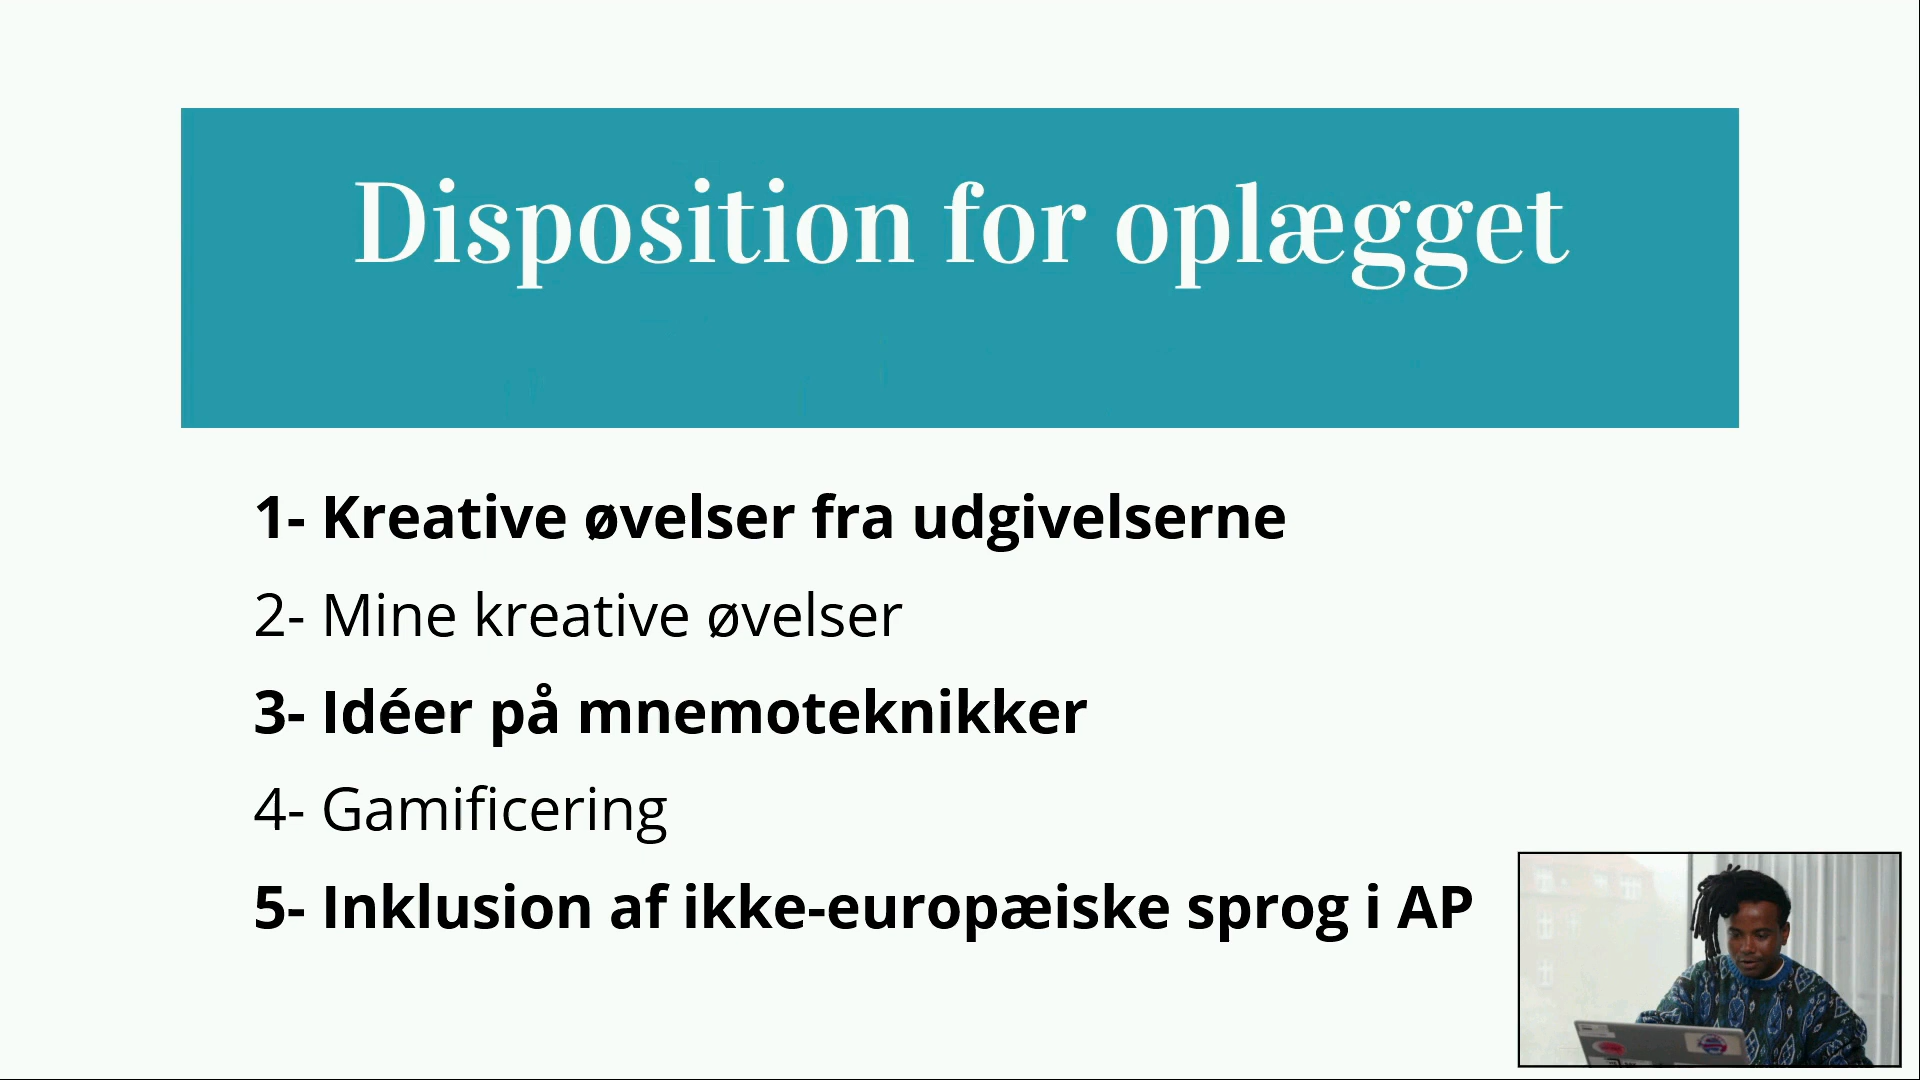 Disposition for oplægget
1- Kreative øvelser fra udgivelserne
2- Mine kreative øvelser
3- Idéer på mnemoteknikker
4- Gamificering
5- Inklusion af ikke-europæiske sprog i AP